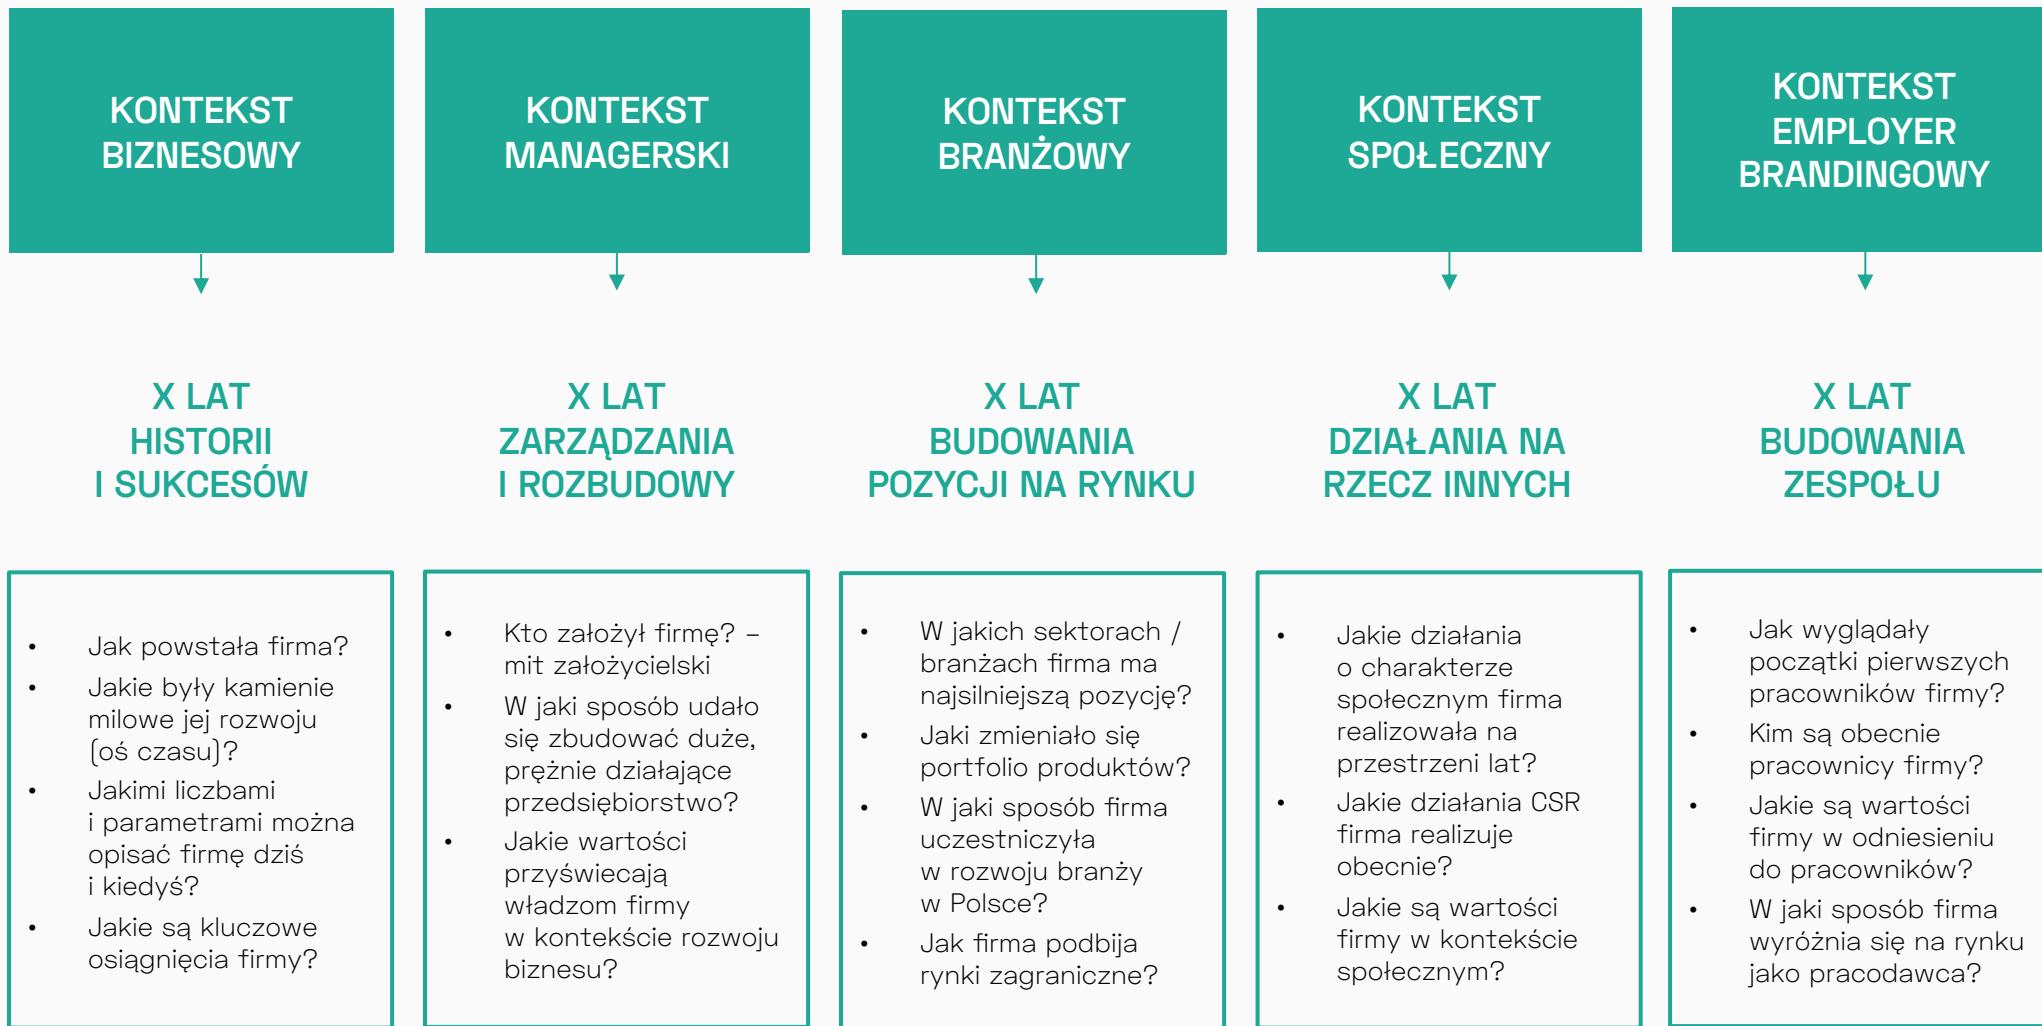 KONTEKST
BIZNESOWY
X LAT
HISTORII
I SUKCESÓW
• Jak powstała firma?
• Jakie były kamienie
milowe jej rozwoju
(oś czasu)?
• Jakimi liczbami
i parametrami można
opisać firmę dziś
i kiedyś?
• Jakie są kluczowe
osiągnięcia firmy?
KONTEKST
MANAGERSKI
X LAT
ZARZĄDZANIA
I ROZBUDOWY
• Kto założył firmę? –
mit założycielski
• W jaki sposób udało
się zbudować duże,
prężnie działające
przedsiębiorstwo?
• Jakie wartości
przyświecają
władzom firmy
w kontekście rozwoju
biznesu?
KONTEKST
BRANŻOWY
X LAT
BUDOWANIA
POZYCJI NA RYNKU
• W jakich sektorach /
branżach firma ma
najsilniejszą pozycję?
• Jaki zmieniało się
portfolio produktów?
• W jaki sposób firma
uczestniczyła
w rozwoju branży
w Polsce?
• Jak firma podbija
rynki zagraniczne?
KONTEKST
SPOŁECZNY
X LAT
DZIAŁANIA NA
RZECZ INNYCH
• Jakie działania
o charakterze
społecznym firma
realizowała na
przestrzeni lat?
• Jakie działania CSR
firma realizuje
obecnie?
• Jakie są wartości
firmy w kontekście
społecznym?
KONTEKST
EMPLOYER
BRANDINGOWY
X LAT
BUDOWANIA
ZESPOŁU
• Jak wyglądały
początki pierwszych
pracowników firmy?
• Kim są obecnie
pracownicy firmy?
• Jakie są wartości
firmy w odniesieniu
do pracowników?
• W jaki sposób firma
wyróżnia się na rynku
jako pracodawca?